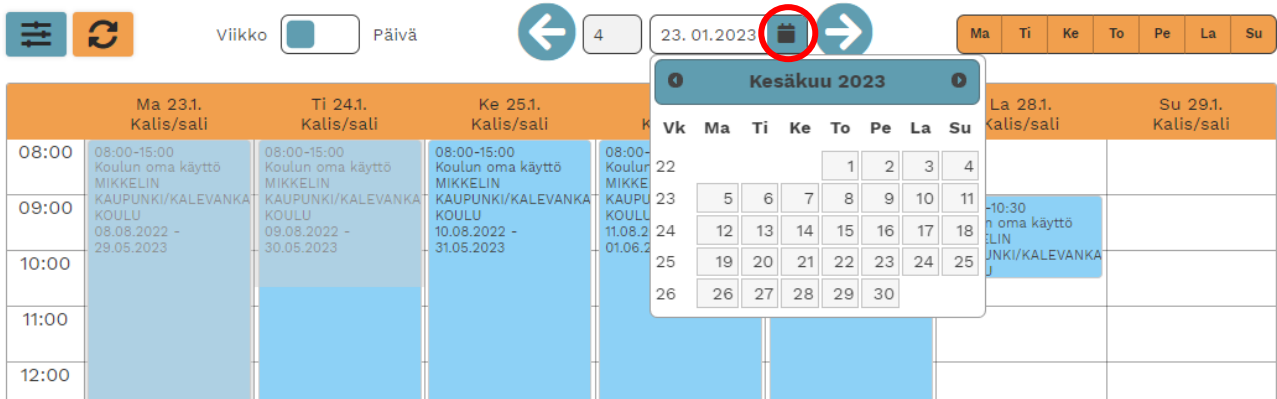 Viikko Päivä 4 23. 01.2023 Ma Ti Ke To Pe La Su
Kesäkuu 2023
Vk Ma Ti Ke To Pe La Su
22 1 2 3 4
23 5 6 7 8 9 10 11
24 12 13 14 15 16 17 18
25 19 20 21 22 23 24 25
26 26 27 28 29 30
Ma 23.1.
Kalis/sali
Ti 24.1.
Kalis/sali
Ke 25.1.
Kalis/sali
La 28.1.
Kalis/sali
Su 29.1.
Kalis/sali
08:00
09:00
10:00
11:00
12:00
08:00-15:00
Koulun oma käyttö
MIKKELIN
KAUPUNKI/KALEVANKA
KOULU
08.08.2022 -
29.05.2023
08:00-15:00
Koulun oma käyttö
MIKKELIN
KAUPUNKI/KALEVANKA
KOULU
09.08.2022 -
30.05.2023
08:00-15:00
Koulun oma käyttö
MIKKELIN
KAUPUNKI/KALEVANKA
KOULU
10.08.2022 -
31.05.2023
08:00-
Koulun
MIKKE
KAUPU
KOULU
11.08.2
01.06.2
-10:30
oma käyttö
ELIN
UNKI/KALEVANKA